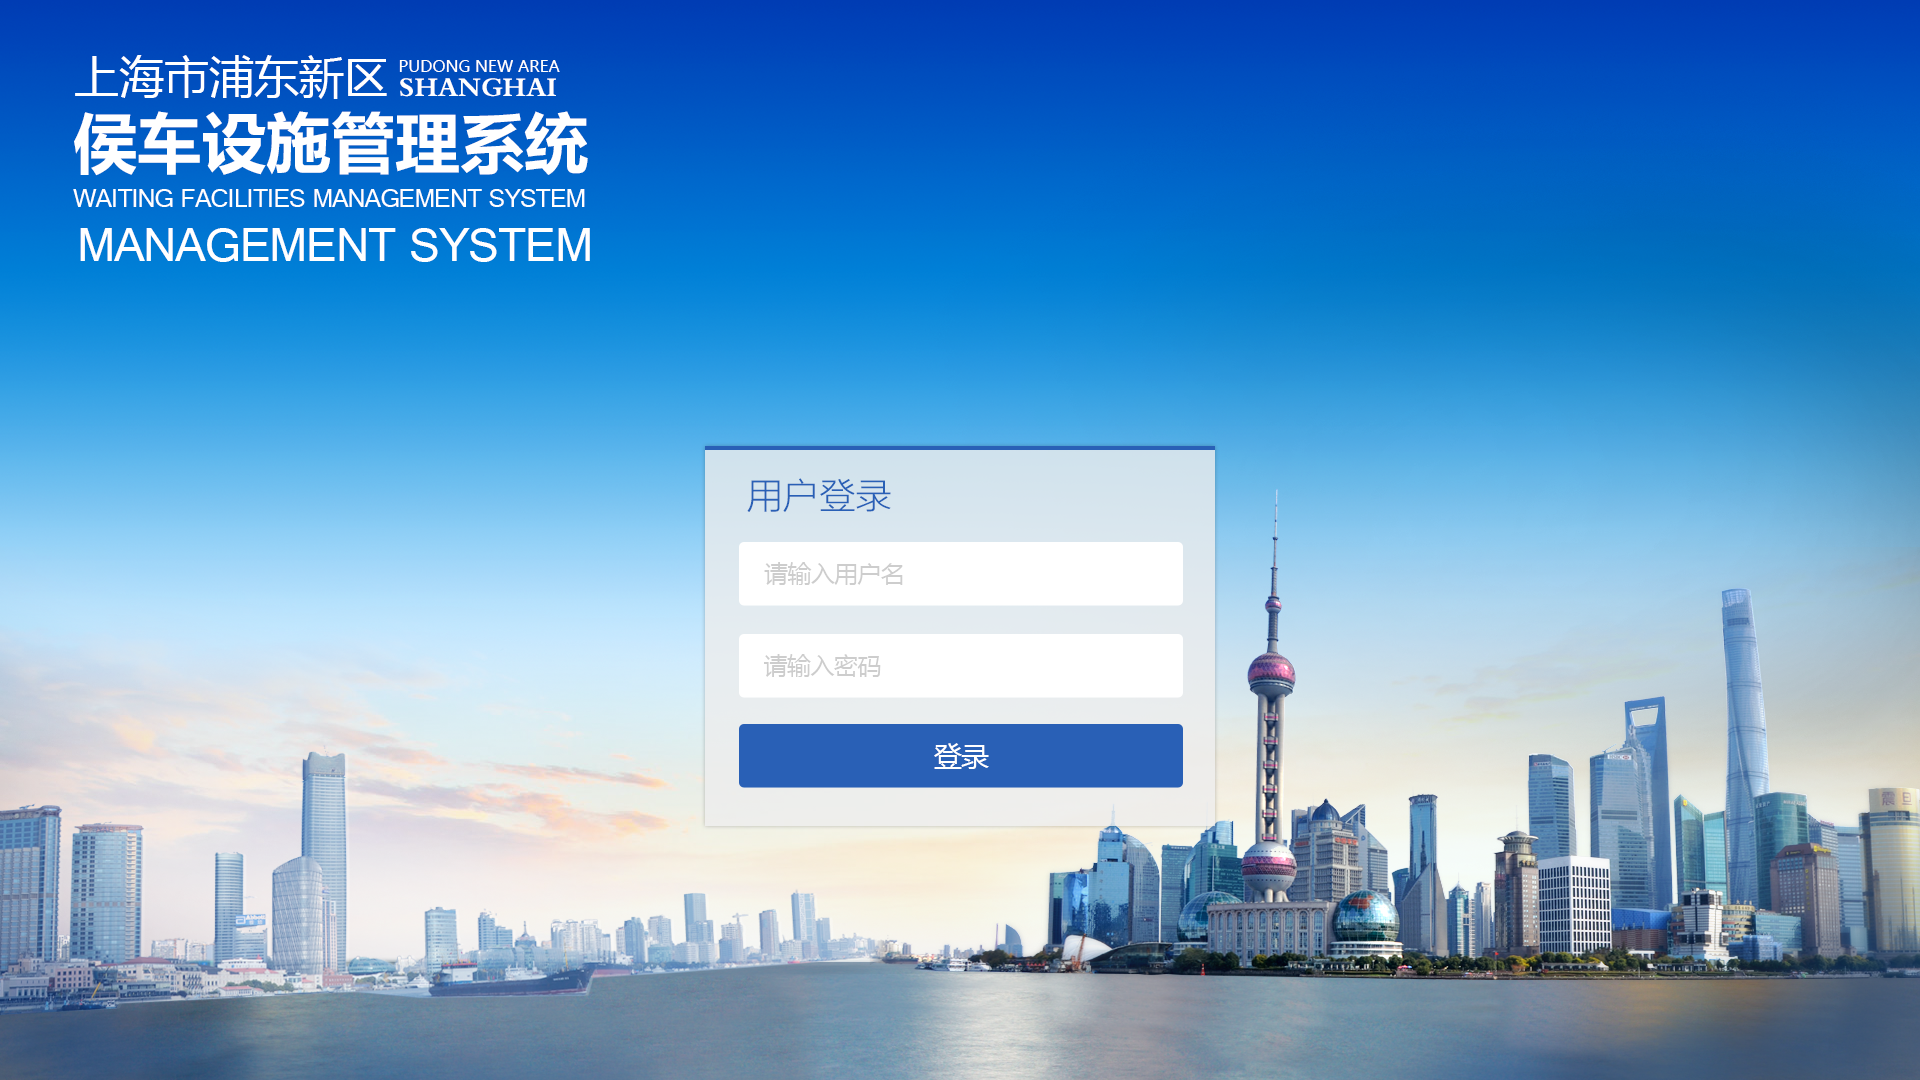 上海市浦东新区 PUDONG NEW AREA
SHANGHAI
侯车设施管理系统
WAITING FACILITIES MANAGEMENT SYSTEM
MANAGEMENT SYSTEM
用户登录
请输入用户名
请输入密码
登录
震旦